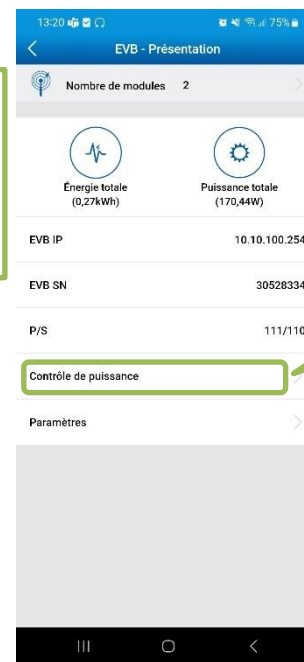 13:20 75%
EVB - Présentation
Nombre de modules 2
Énergie totale
(0,27kWh)
Puissance totale
(170,44W)
EVB IP 10.10.100.254
EVB SN 30528334
P/S 111/110
Contrôle de puissance
Paramètres